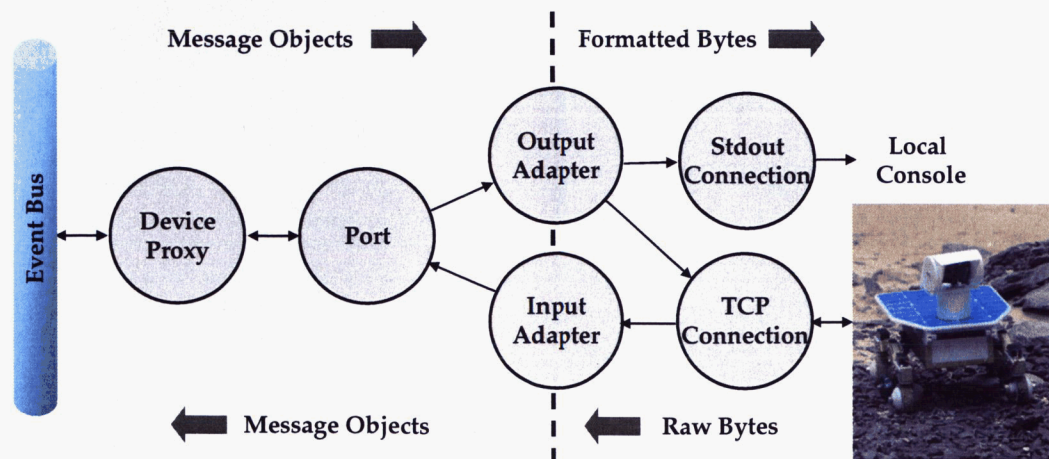 Message Objects
Formatted Bytes
Event Bus
Device
Proxy
Port
Output
Adapter
Stdout
Connection
Local
Console
Input
Adapter
TCP
Connection
Message Objects
Raw Bytes